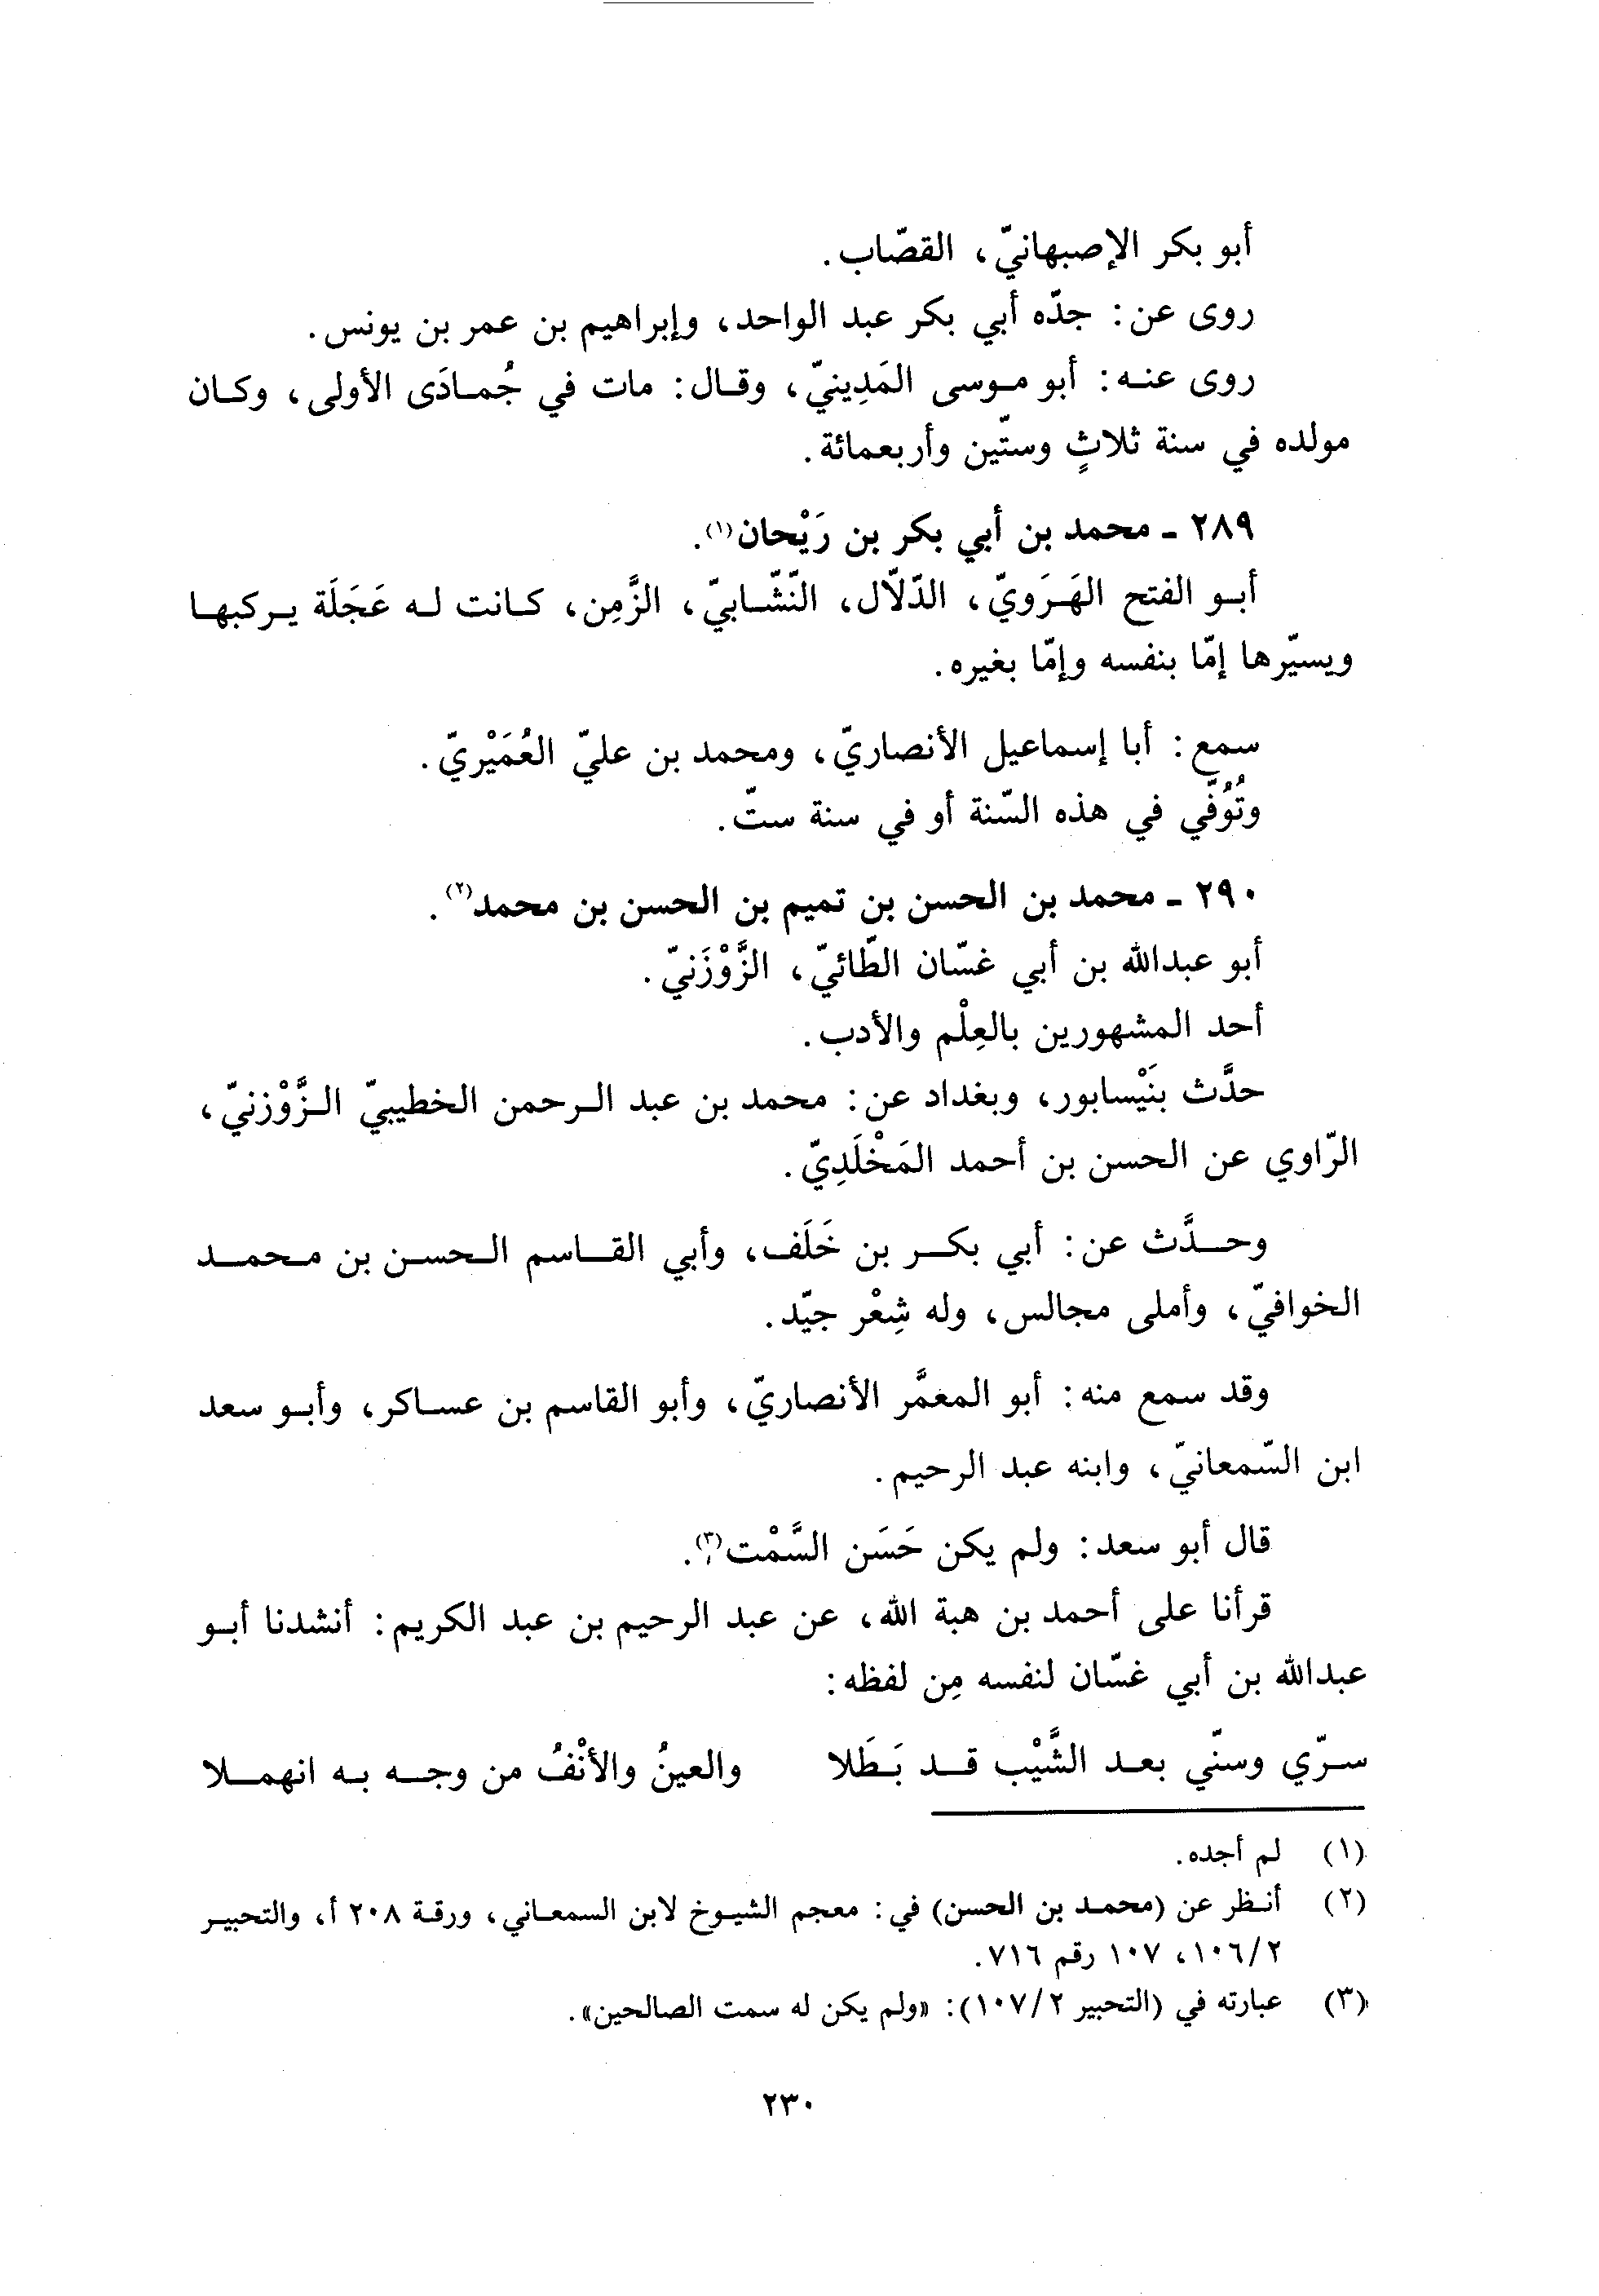 أبو بكر الإصبهانيّ، القصّاب.
روى عن: جدّه أبي بكر عبد الواحد، وإبراهيم بن عمر بن يونس.
روى عنه: أبو موسى المَدِينيّ، وقال: مات في جُمادَى الأولى، وكان
مولده في سنة ثلاثٍ وستّين وأربعمائة.
٢٨٩ ـ محمد بن أبي بكر بن رَيْحان(١).
أبو الفتح الهَرَويّ، الدّلّال، النّشّابيّ، الزَّمِن، كانت له عَجَلَة يركبها
ويسيّرها إمّا بنفسه وإمّا بغيره.
سمع: أبا إسماعيل الأنصاريّ، ومحمد بن عليّ العُمَيْريّ.
وتُوُفّي في هذه السّنة أو في سنة ستّ.
٢٩٠ ـ محمد بن الحسن بن تميم بن الحسن بن محمد(٢).
أبو عبدالله بن أبي غسّان الطّائيّ، الزَّوْزَنيّ.
أحد المشهورين بالعِلْم والأدب.
حدَّث بنَيْسابور، وبغداد عن: محمد بن عبد الرحمن الخطيبيّ الزَّوْزنيّ،
الرّاوي عن الحسن بن أحمد المَخْلَدِيّ.
وحدَّث عن: أبي بكر بن خَلَف، وأبي القاسم الحسن بن محمد
الخوافيّ، وأملى مجالس، وله شِعْر جيّد.
وقد سمع منه: أبو المعمَّر الأنصاريّ، وأبو القاسم بن عساكر، وأبو سعد
ابن السّمعانيّ، وابنه عبد الرحيم.
قال أبو سعد: ولم يكن حَسَن السَّمْت(٣).
قرأنا على أحمد بن هبة الله، عن عبد الرحيم بن عبد الكريم: أنشدنا أبو
عبدالله بن أبي غسّان لنفسه مِن لفظه:
سرّي وسنّي بعد الشَّيْب قد بَطَلا والعينُ والأنْفُ من وجه به انهملا
(١) لم أجده.
(٢) أنظر عن (محمد بن الحسن) في: معجم الشيوخ لابن السمعاني، ورقة ٢٠٨ أ، والتحبير
٢/١٠٦، ١٠٧ رقم ٧١٦.
(٣) عبارته في (التحبير ٢/١٠٧): «ولم يكن له سمت الصالحين».
٢٣٠